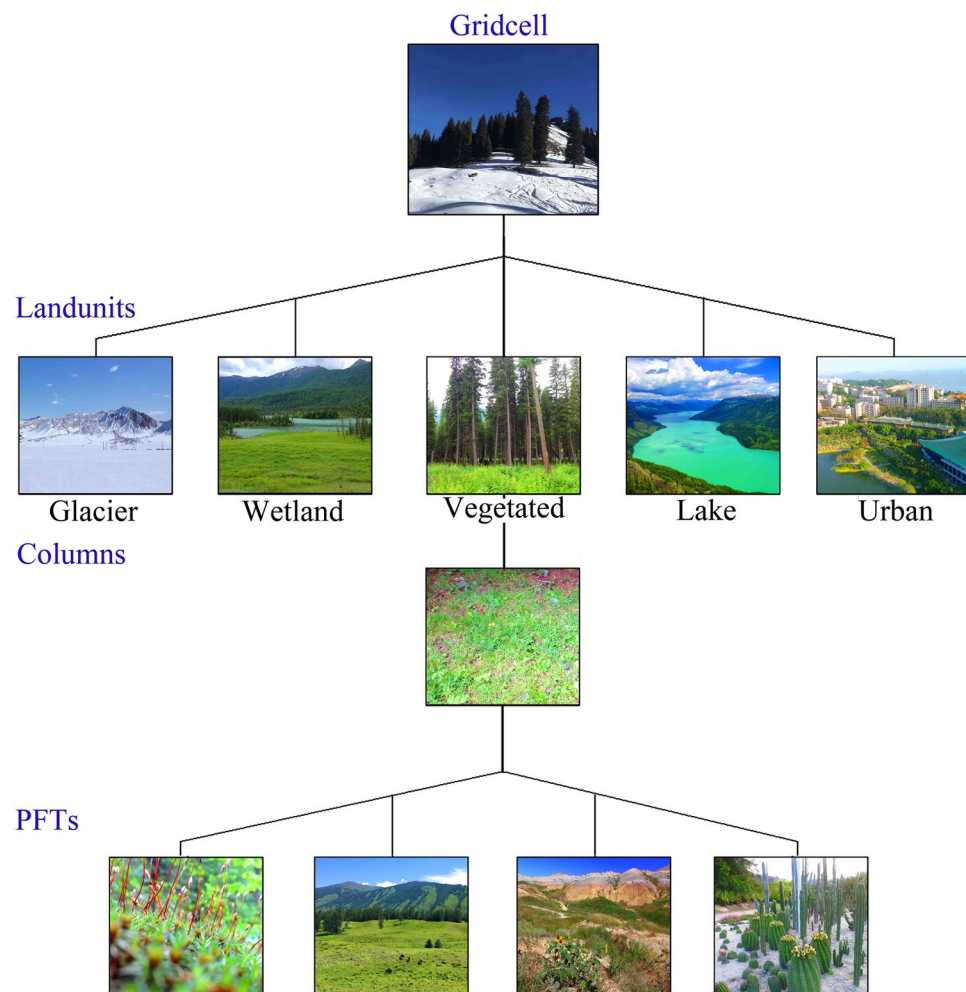 Gridcell
Landunits
Glacier
Wetland
Vegetated
Lake
Urban
Columns
PFTs